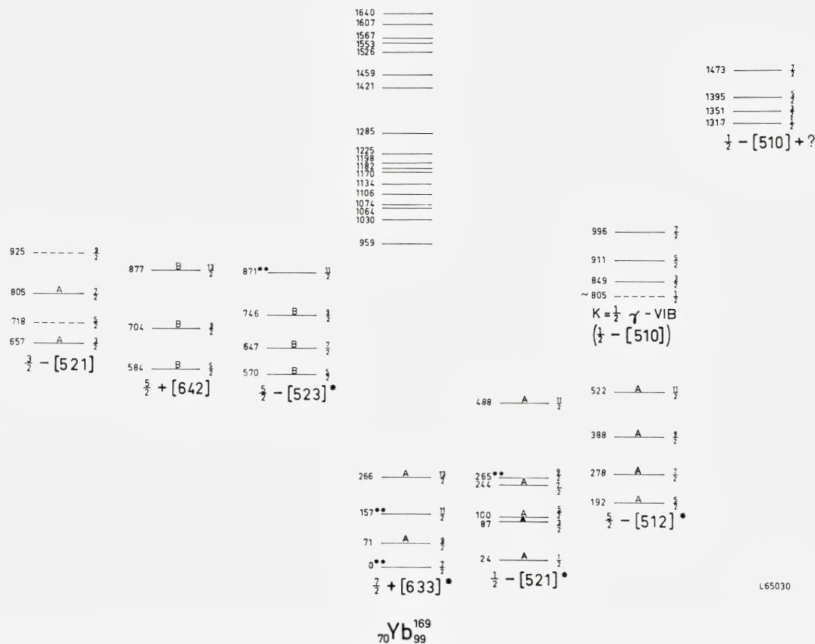 1640
1607
1567
1553
1526
1459
1421
1285
1225
1198
1182
1170
1134
1106
1074
1064
1030
959
1473 7/2
1395 5/2
1351 3/2
1317 1/2
1/2 - [510] + ?
996 7/2
911 5/2
849 3/2
~ 805 1/2
K = 1/2 γ - VIB
(1/2 - [510])
925 9/2
805 A 7/2
718 5/2
657 A 3/2
3/2 - [521]
877 B 13/2
704 B 9/2
584 B 5/2
5/2 + [642]
871** 11/2
746 B 9/2
647 B 7/2
570 B 5/2
5/2 - [523]*
266 A 13/2
157** 11/2
71 A 9/2
0** 7/2
7/2 + [633]*
488 A 11/2
265** 9/2
244 A 7/2
100 A 5/2
87 A 3/2
24 A 1/2
1/2 - [521]*
522 A 11/2
388 A 9/2
278 A 7/2
192 A 5/2
5/2 - [512]*
L65030
70Yb169 99